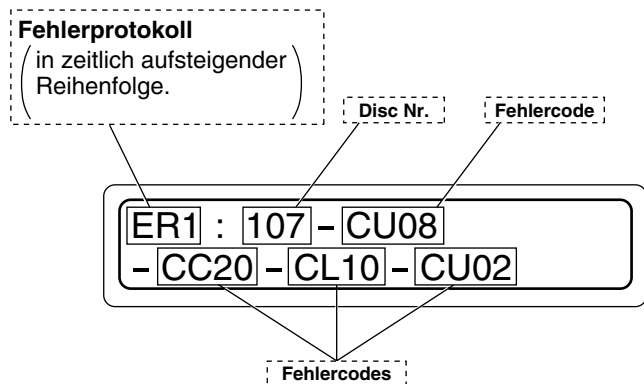 Fehlerprotokoll
(in zeitlich aufsteigender
Reihenfolge.)
Disc Nr.
Fehlercode
ER1 : 107 – CU08
– CC20 – CL10 – CU02
Fehlercodes